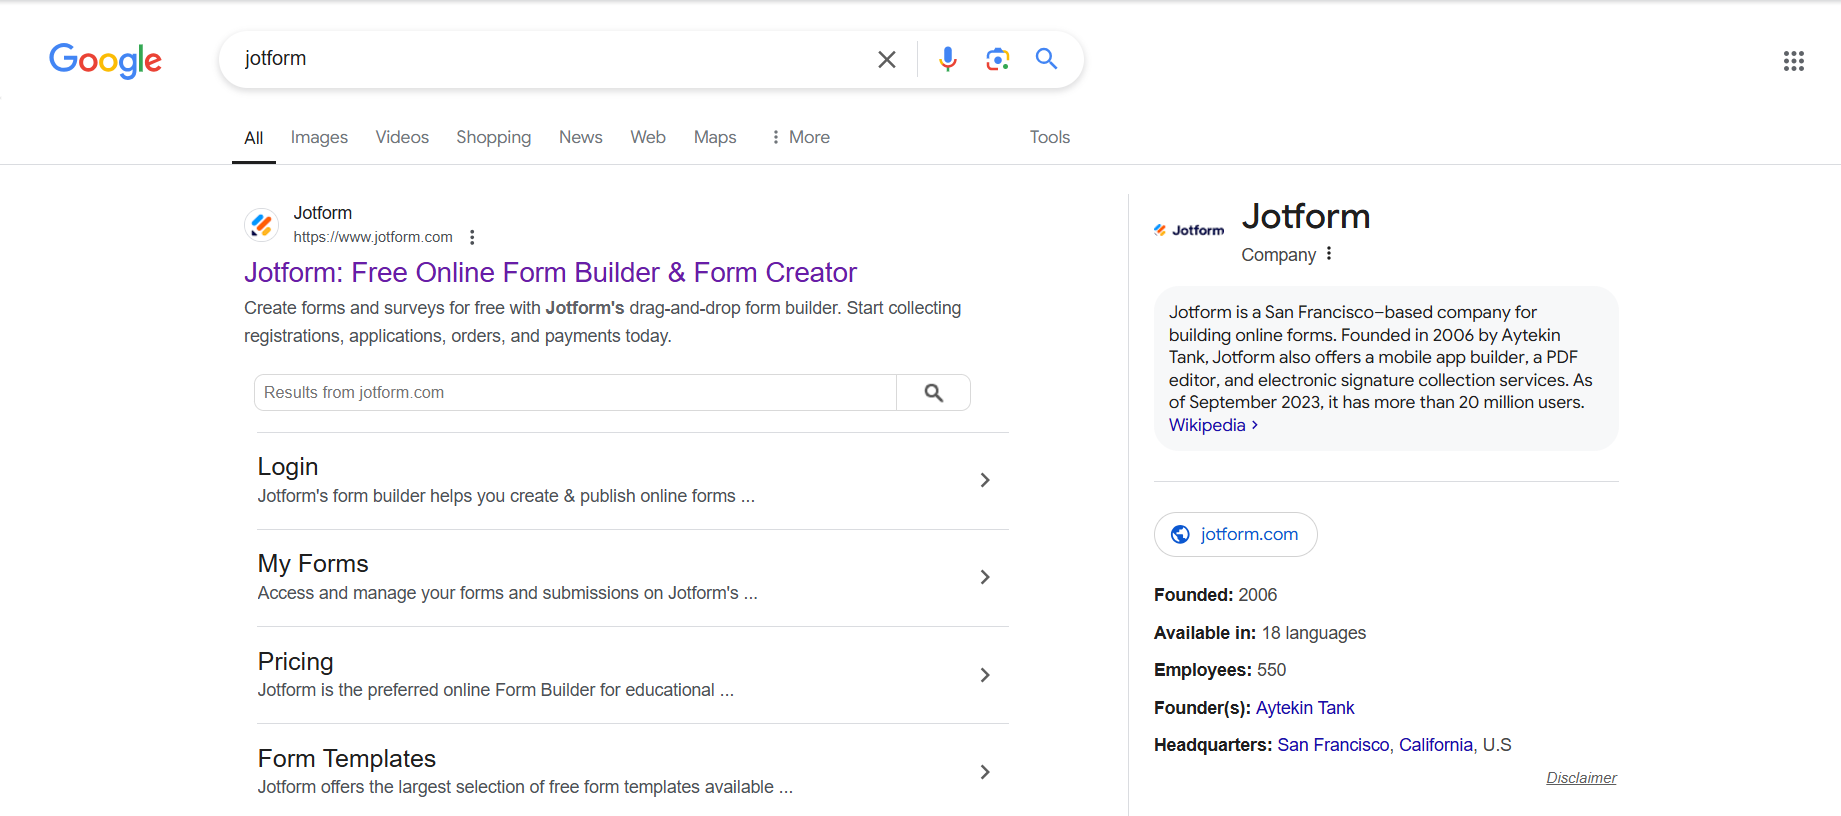 Google
jotform
All Images Videos Shopping News Web Maps More Tools
Jotform
https://www.jotform.com
Jotform: Free Online Form Builder & Form Creator
Create forms and surveys for free with Jotform's drag-and-drop form builder. Start collecting
registrations, applications, orders, and payments today.
Results from jotform.com
Login
Jotform's form builder helps you create & publish online forms ...
My Forms
Access and manage your forms and submissions on Jotform's ...
Pricing
Jotform is the preferred online Form Builder for educational ...
Form Templates
Jotform offers the largest selection of free form templates available ...
Jotform
Jotform
Company
Jotform is a San Francisco–based company for
building online forms. Founded in 2006 by Aytekin
Tank, Jotform also offers a mobile app builder, a PDF
editor, and electronic signature collection services. As
of September 2023, it has more than 20 million users.
Wikipedia
jotform.com
Founded: 2006
Available in: 18 languages
Employees: 550
Founder(s): Aytekin Tank
Headquarters: San Francisco, California, U.S
Disclaimer